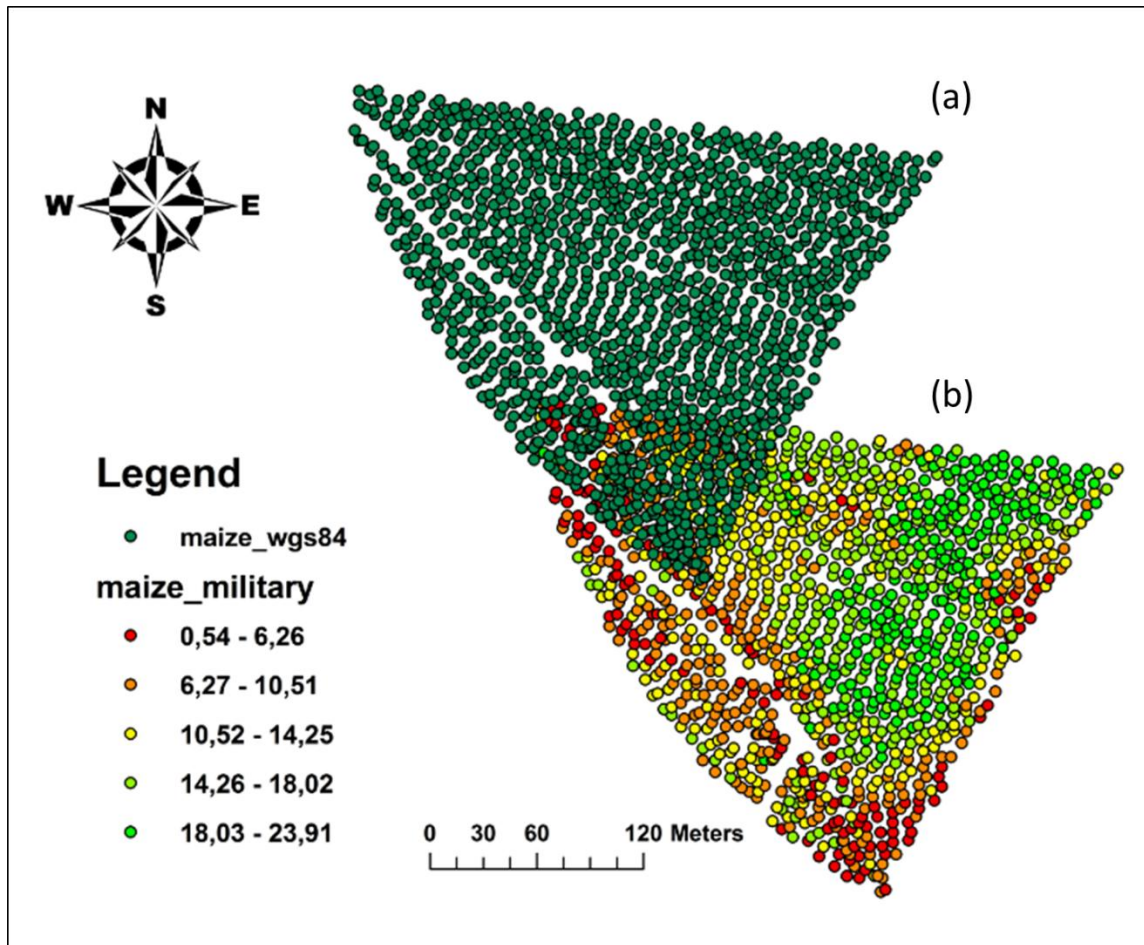 (a)
N
W
E
S
(b)
Legend
maize_wgs84
maize_military
0,54 - 6,26
6,27 - 10,51
10,52 - 14,25
14,26 - 18,02
18,03 - 23,91
0 30 60 120 Meters